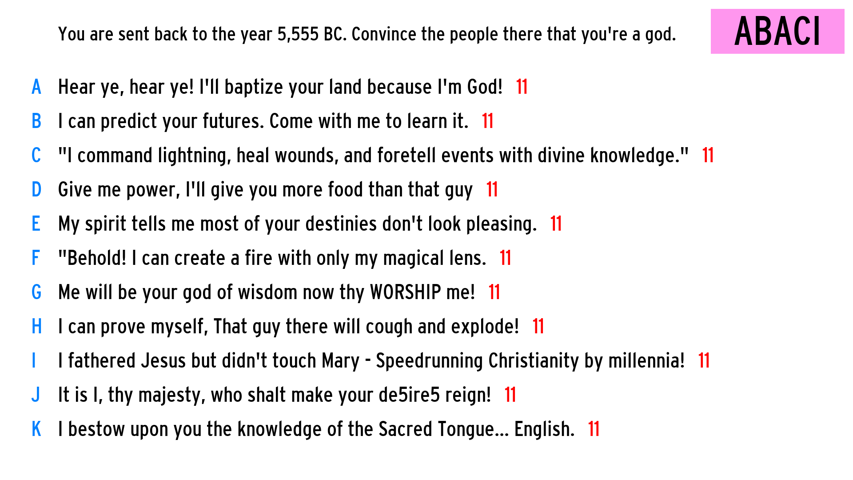 You are sent back to the year 5,555 BC. Convince the people there that you're a god.
ABACI
A Hear ye, hear ye! I'll baptize your land because I'm God! 11
B I can predict your futures. Come with me to learn it. 11
C "I command lightning, heal wounds, and foretell events with divine knowledge." 11
D Give me power, I'll give you more food than that guy 11
E My spirit tells me most of your destinies don't look pleasing. 11
F "Behold! I can create a fire with only my magical lens. 11
G Me will be your god of wisdom now thy WORSHIP me! 11
H I can prove myself, That guy there will cough and explode! 11
I I fathered Jesus but didn't touch Mary - Speedrunning Christianity by millennia! 11
J It is I, thy majesty, who shalt make your de5ire5 reign! 11
K I bestow upon you the knowledge of the Sacred Tongue... English. 11